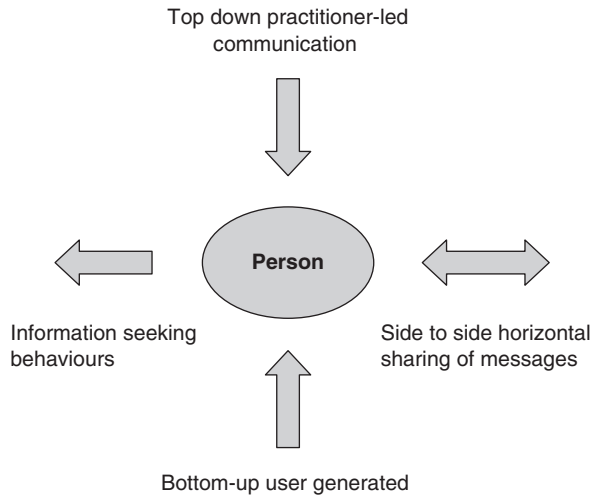 Top down practitioner-led
communication
Person
Information seeking
behaviours
Side to side horizontal
sharing of messages
Bottom-up user generated